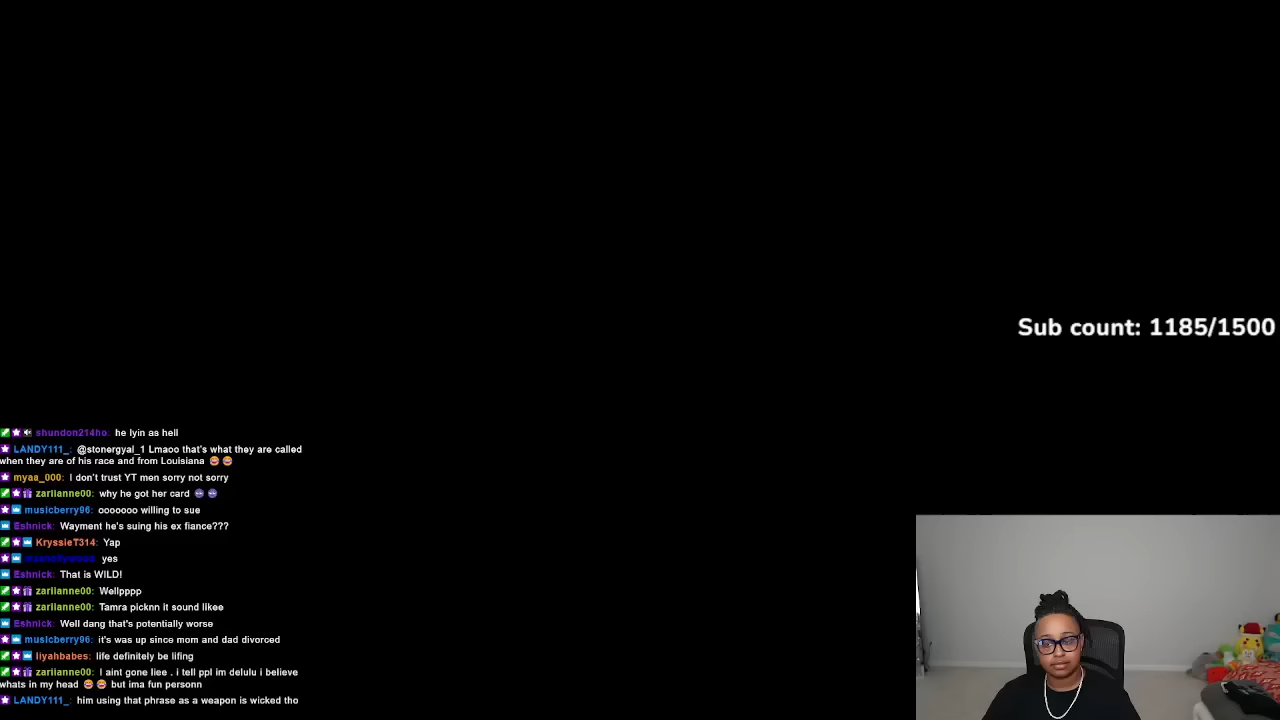 Sub count: 1185/1500
shundon214ho: he lyin as hell
LANDY111_: @stonergyal_1 Lmaoo that's what they are called
when they are of his race and from Louisiana
myaa_000: I don't trust YT men sorry not sorry
zarlianne00: why he got her card
musicberry96: ooooooo willing to sue
Eshnick: Wayment he's suing his ex fiance???
KryssieT314: Yap
yes
Eshnick: That is WILD!
zarlianne00: Wellpppp
zarlianne00: Tamra picknn it sound likee
Eshnick: Well dang that's potentially worse
musicberry96: it's was up since mom and dad divorced
liyahbabes: life definitely be lifing
zarlianne00: I aint gone liee . i tell ppl im delulu i believe
whats in my head but ima fun personn
LANDY111_: him using that phrase as a weapon is wicked tho